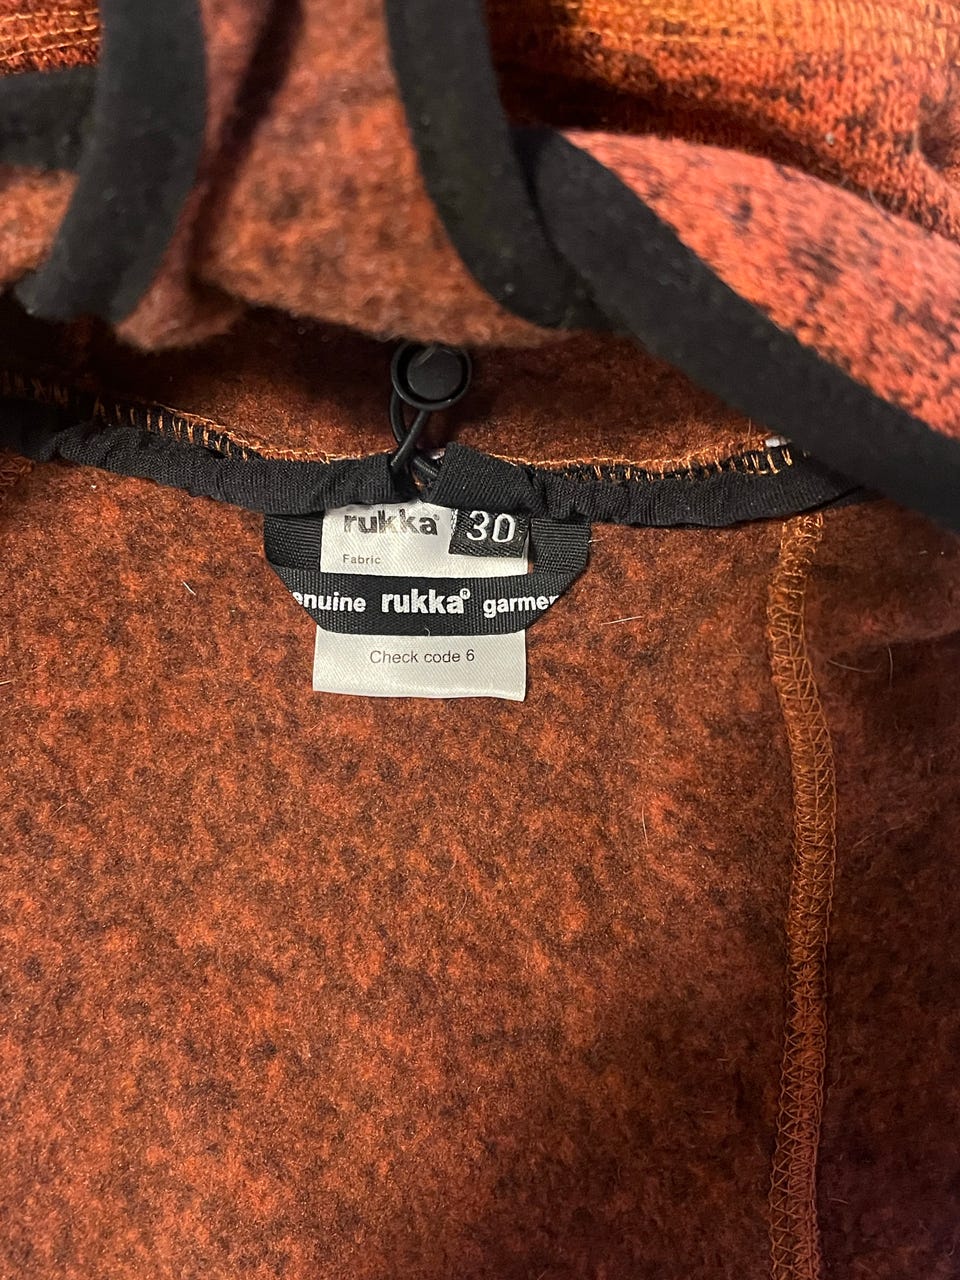 rukka®
30
Fabric
enuine rukka® garmen
Check code 6